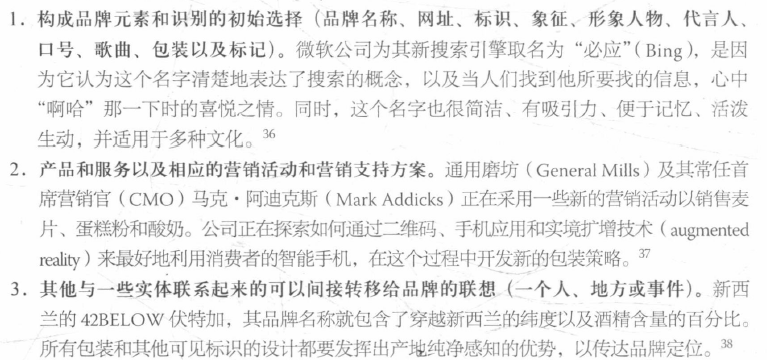 1. 构成品牌元素和识别的初始选择（品牌名称、网址、标识、象征、形象人物、代言人、
口号、歌曲、包装以及标记）。微软公司为其新搜索引擎取名为“必应”（Bing），是因
为它认为这个名字清楚地表达了搜索的概念，以及当人们找到他所要找的信息，心中
“啊哈”那一下时的喜悦之情。同时，这个名字也很简洁、有吸引力、便于记忆、活泼
生动，并适用于多种文化。36
2. 产品和服务以及相应的营销活动和营销支持方案。通用磨坊（General Mills）及其常任首
席营销官（CMO）马克·阿迪克斯（Mark Addicks）正在采用一些新的营销活动以销售麦
片、蛋糕粉和酸奶。公司正在探索如何通过二维码、手机应用和实境扩增技术（augmented
reality）来最好地利用消费者的智能手机，在这个过程中开发新的包装策略。37
3. 其他与一些实体联系起来的可以间接转移给品牌的联想（一个人、地方或事件）。新西
兰的 42BELOW 伏特加，其品牌名称就包含了穿越新西兰的纬度以及酒精含量的百分比。
所有包装和其他可见标识的设计都要发挥出产地纯净感知的优势，以传达品牌定位。38